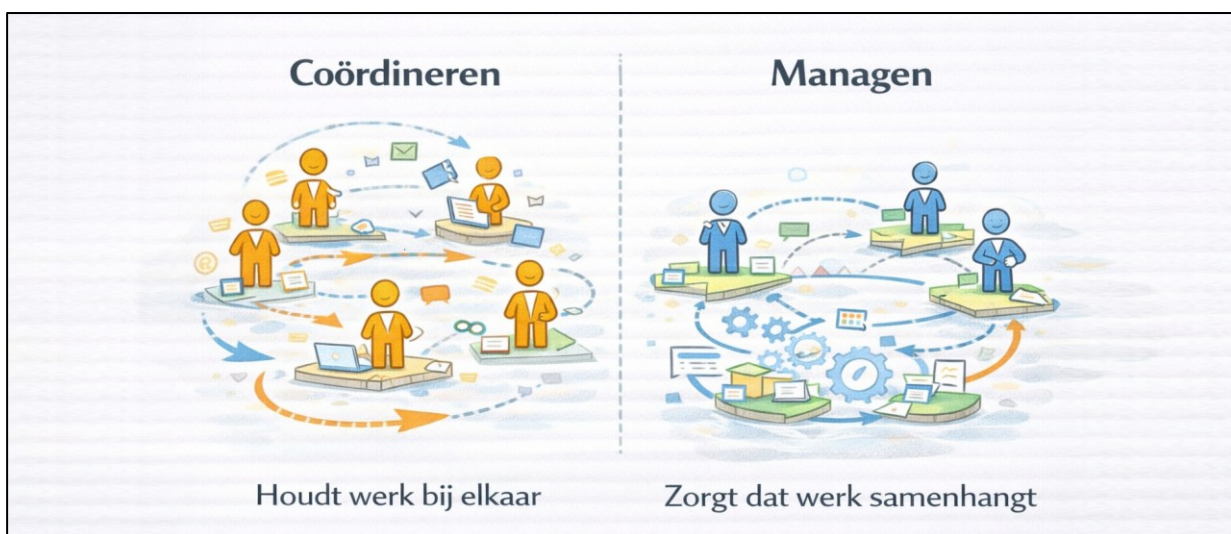 Coördineren
Managen
Houdt werk bij elkaar
Zorgt dat werk samenhangt